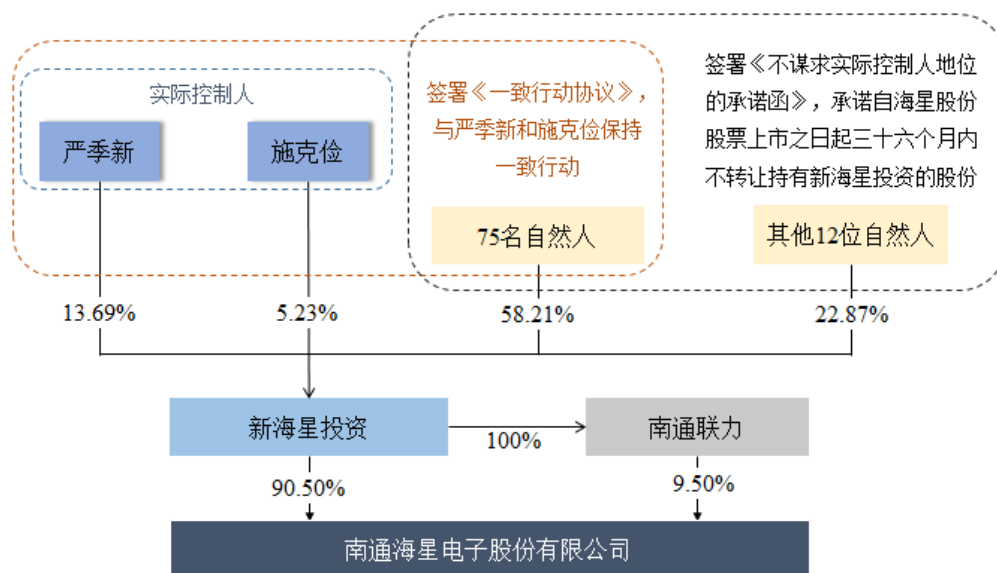 实际控制人
严季新
施克俭
签署《一致行动协议》，
与严季新和施克俭保持
一致行动
75名自然人
签署《不谋求实际控制人地位
的承诺函》，承诺自海星股份
股票上市之日起三十六个月内
不转让持有新海星投资的股份
其他12位自然人
13.69%
5.23%
58.21%
22.87%
新海星投资
100%
南通联力
90.50%
9.50%
南通海星电子股份有限公司